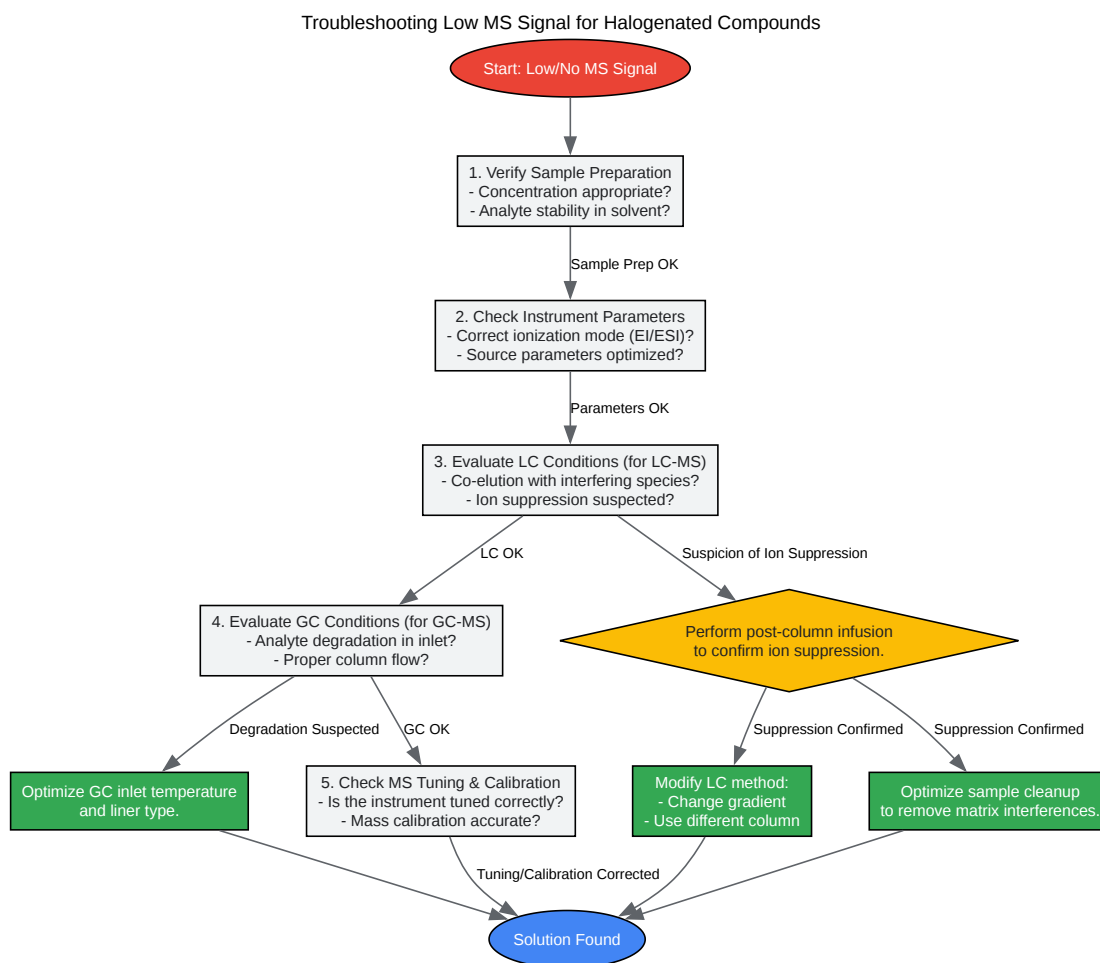 Troubleshooting Low MS Signal for Halogenated Compounds
Start: Low/No MS Signal
1. Verify Sample Preparation
- Concentration appropriate?
- Analyte stability in solvent?
Sample Prep OK
2. Check Instrument Parameters
- Correct ionization mode (EI/ESI)?
- Source parameters optimized?
Parameters OK
3. Evaluate LC Conditions (for LC-MS)
- Co-elution with interfering species?
- Ion suppression suspected?
LC OK
Suspicion of Ion Suppression
4. Evaluate GC Conditions (for GC-MS)
- Analyte degradation in inlet?
- Proper column flow?
Perform post-column infusion
to confirm ion suppression.
Degradation Suspected
GC OK
Suppression Confirmed
Suppression Confirmed
Optimize GC inlet temperature
and liner type.
5. Check MS Tuning & Calibration
- Is the instrument tuned correctly?
- Mass calibration accurate?
Modify LC method:
- Change gradient
- Use different column
Optimize sample cleanup
to remove matrix interferences.
Tuning/Calibration Corrected
Solution Found